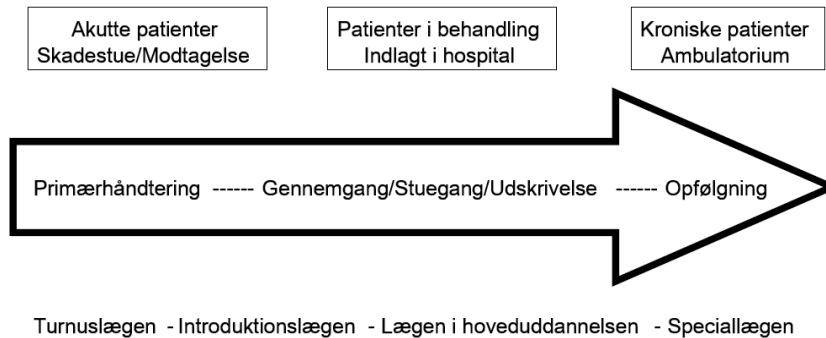 Akutte patienter
Skadestue/Modtagelse
Patienter i behandling
Indlagt i hospital
Kroniske patienter
Ambulatorium
Primærhåndtering ------ Gennemgang/Stuegang/Udskrivelse ------ Opfølgning
Turnuslægen - Introduktionslægen - Lægen i hoveduddannelsen - Speciallægen